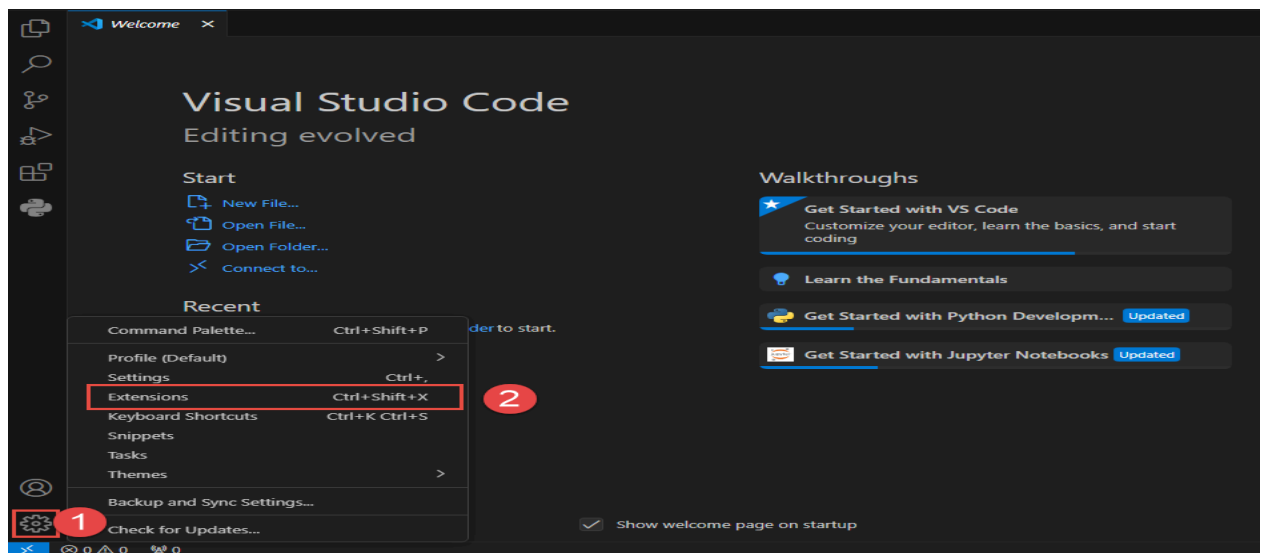 Welcome
Visual Studio Code
Editing evolved
Start
New File...
Open File...
Open Folder...
Connect to...
Recent
der to start.
Walkthroughs
Get Started with VS Code
Customize your editor, learn the basics, and start
coding
Learn the Fundamentals
Get Started with Python Developm... Updated
Get Started with Jupyter Notebooks Updated
Command Palette... Ctrl+Shift+P
Profile (Default) >
Settings Ctrl+,
Extensions Ctrl+Shift+X
2
Keyboard Shortcuts Ctrl+K Ctrl+S
Snippets
Tasks
Themes >
Backup and Sync Settings...
1
Check for Updates...
Show welcome page on startup
0 0 0